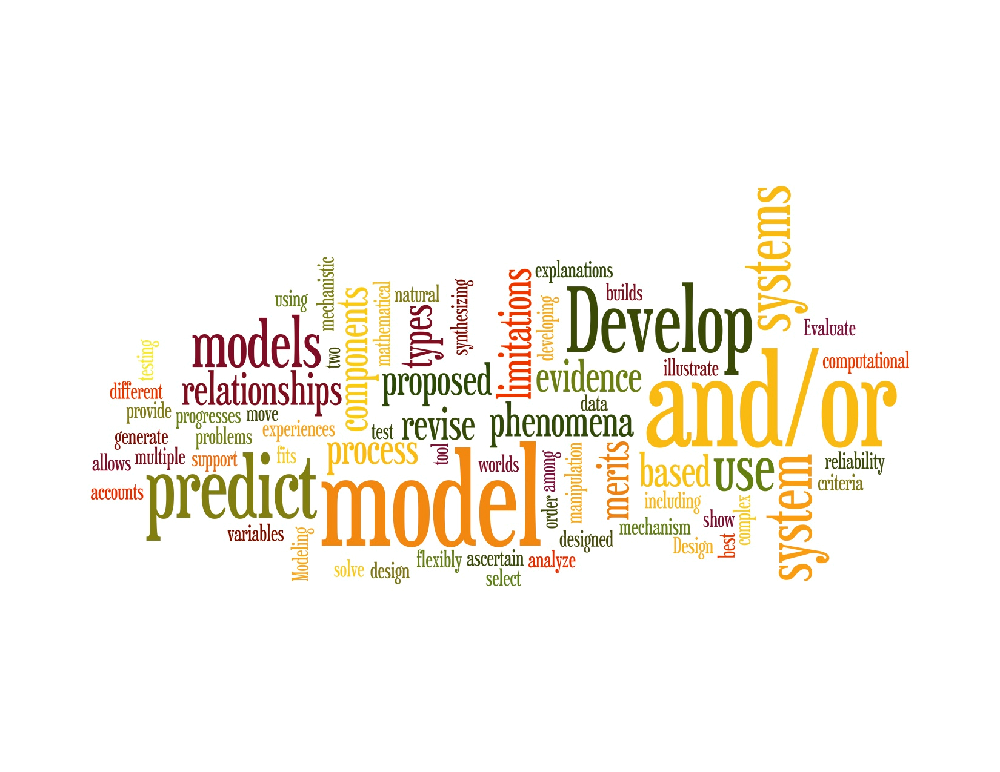 systems
mechanistic
explanations
limitations
synthesizing
mathematical
natural
builds
Develop
using
components
developing
types
models
Evaluate
two
testing
computational
illustrate
evidence
proposed
and/or
different
relationships
data
provide
progresses
move
phenomena
revise
experiences
test
generate
problems
process
tool
worlds
among
manipulation
merits
allows
multiple
support
fits
based
use
system
reliability
criteria
accounts
predict
model
order
including
complex
show
mechanism
variables
designed
Modeling
Design
best
flexibly
ascertain
analyze
solve
design
select